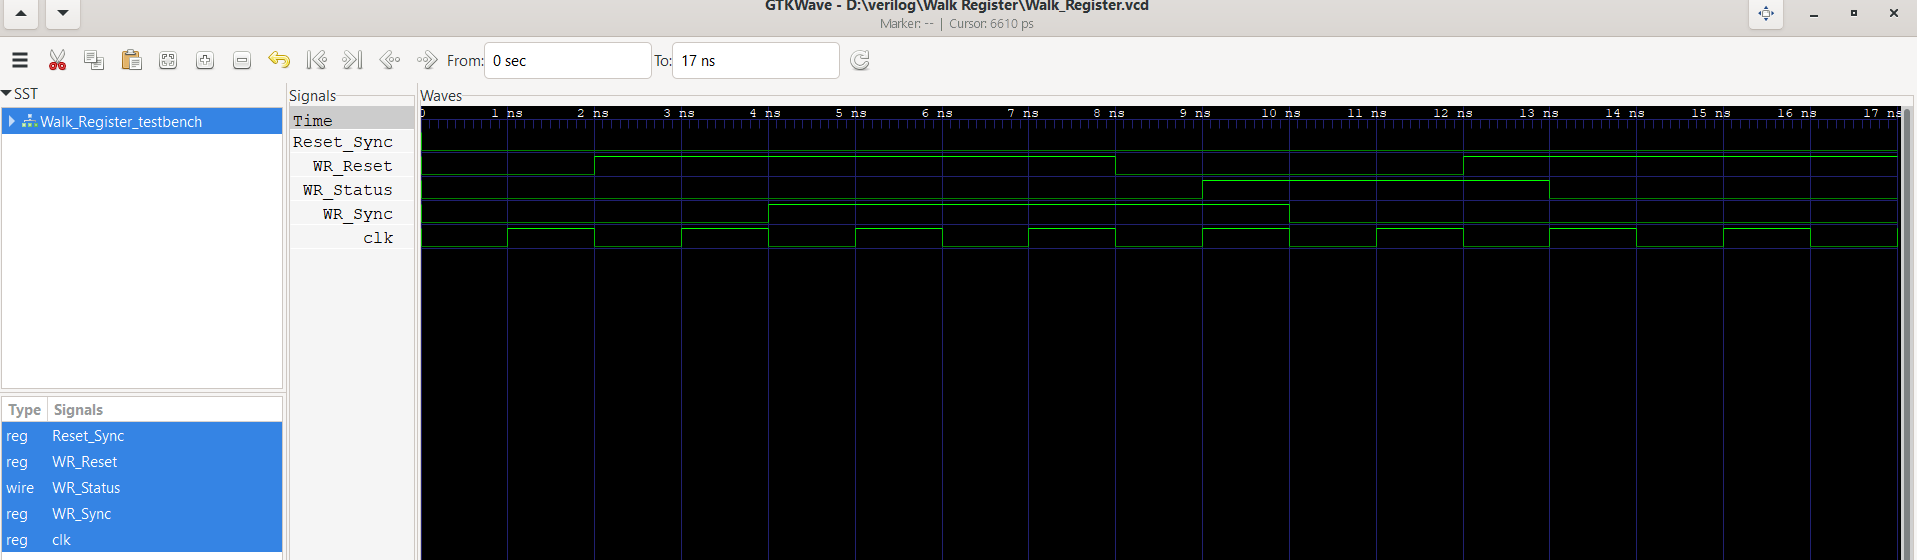 GTKWave - D:\verilog\Walk Register\Walk_Register.vcd
Marker: -- | Cursor: 6610 ps
From: 0 sec To: 17 ns
SST
Walk_Register_testbench
Type Signals
reg Reset_Sync
reg WR_Reset
wire WR_Status
reg WR_Sync
reg clk
Signals
Time
Reset_Sync
WR_Reset
WR_Status
WR_Sync
clk
Waves
0 1 ns 2 ns 3 ns 4 ns 5 ns 6 ns 7 ns 8 ns 9 ns 10 ns 11 ns 12 ns 13 ns 14 ns 15 ns 16 ns 17 ns